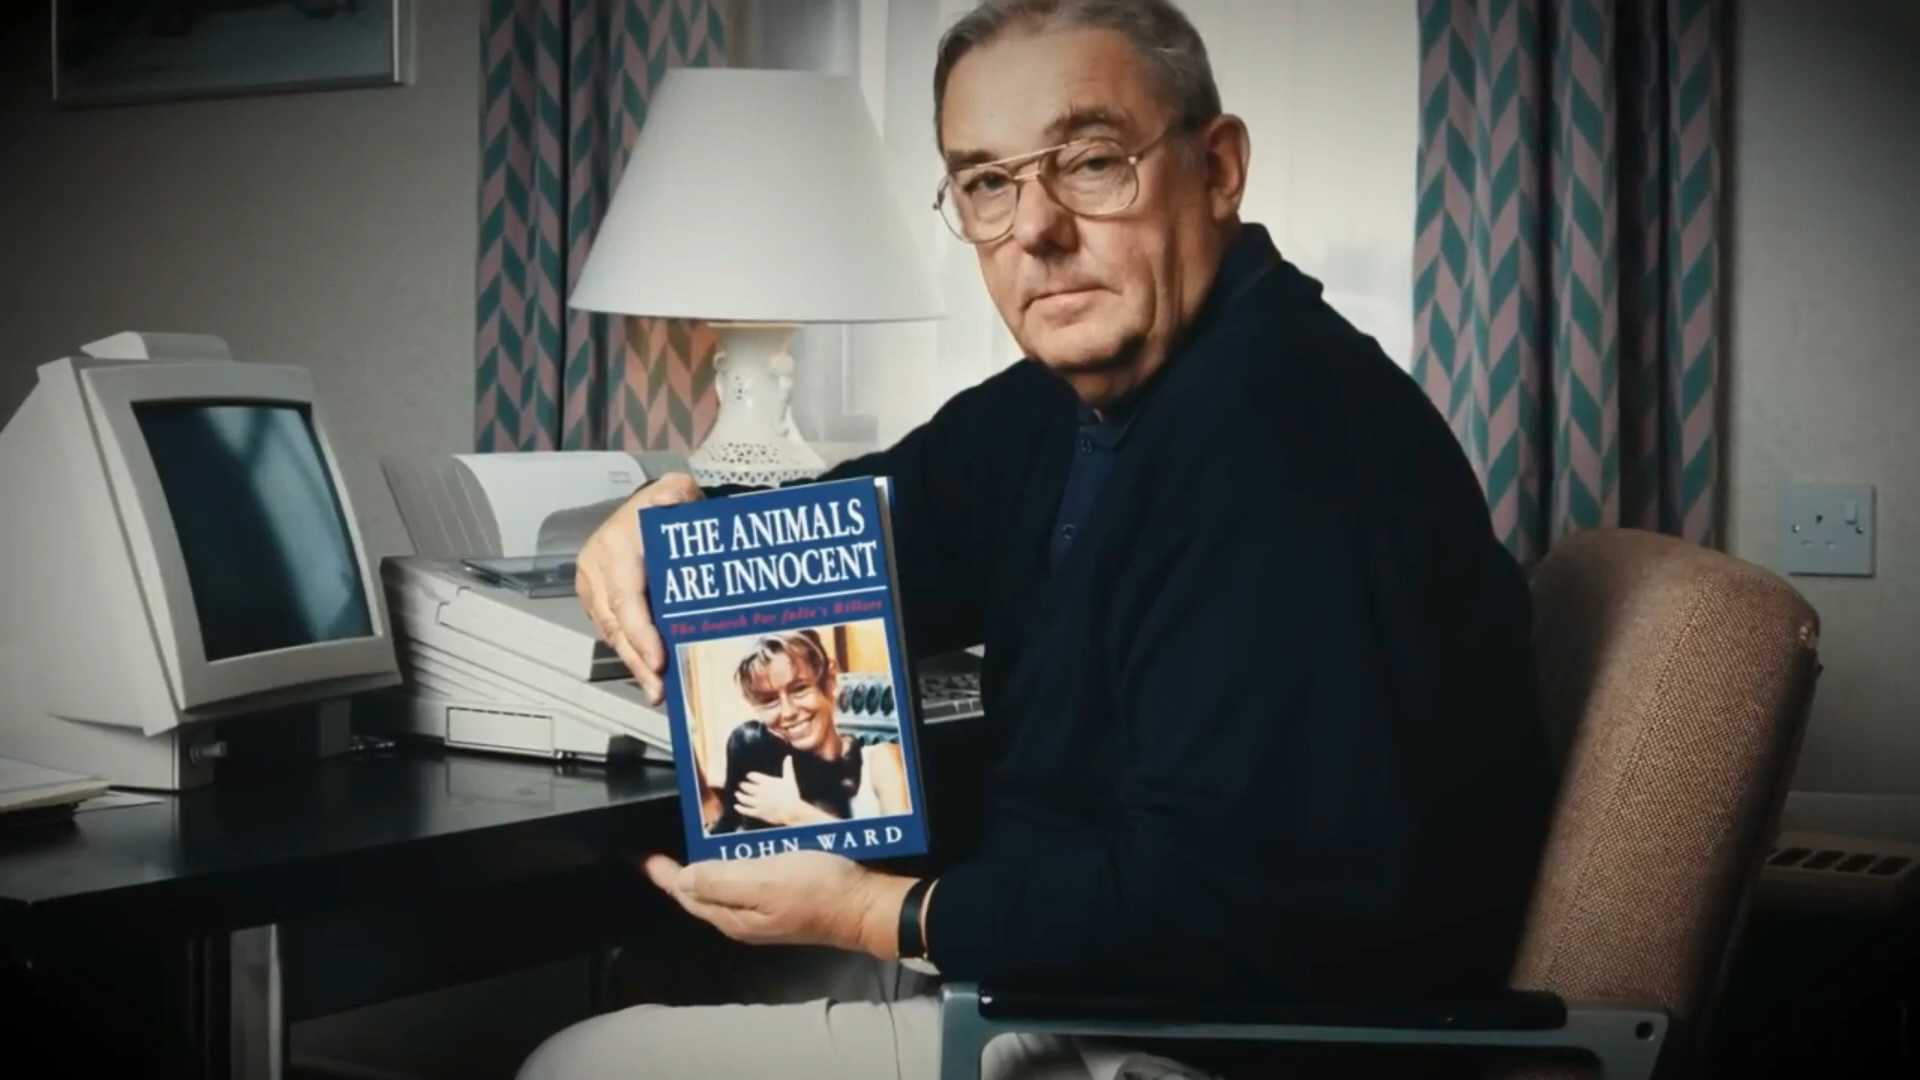 THE ANIMALS
ARE INNOCENT
The Search For Julie's Killers
JOHN WARD